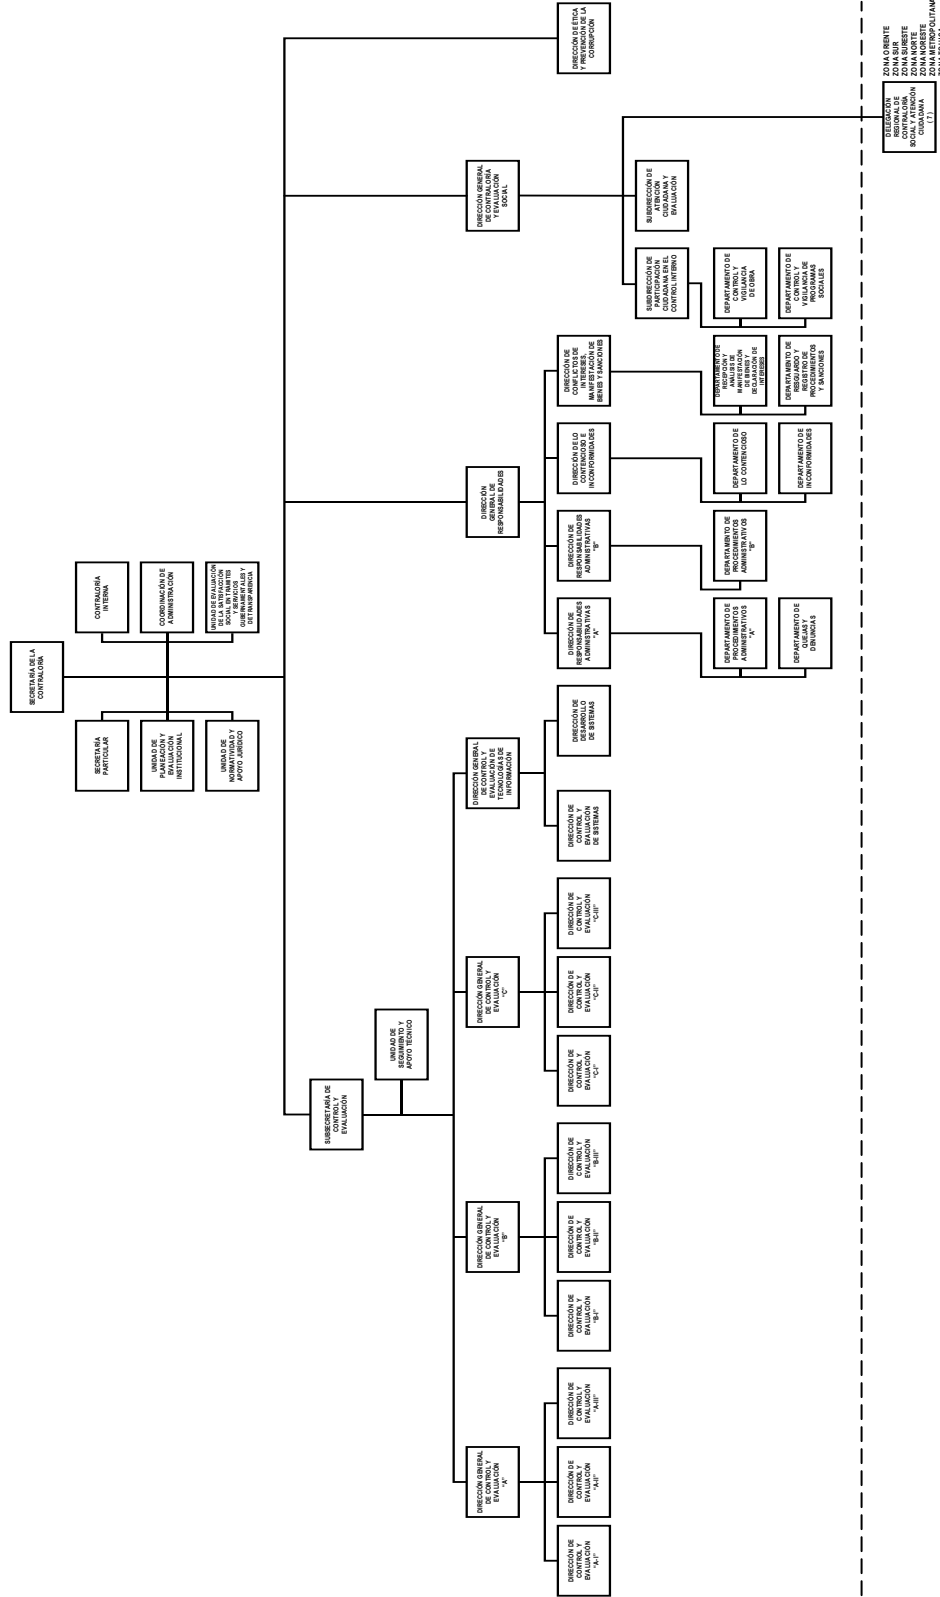 SECRETARÍA DE LA
CONTRALORÍA
SECRETARÍA
PARTICULAR
CONTRALORÍA
INTERNA
UNIDAD DE
PLANEACIÓN Y
EVALUACIÓN
INSTITUCIONAL
COORDINACIÓN DE
ADMINISTRACIÓN
UNIDAD DE
NORMATIVIDAD Y
APOYO JURÍDICO
UNIDAD DE EVALUACIÓN
DE LA SATISFACCIÓN
SOCIAL EN TRÁMITES
Y SERVICIOS
GUBERNAMENTALES Y
DE TRANSPARENCIA
SUBSECRETARÍA DE
CONTROL Y
EVALUACIÓN
UNIDAD DE
SEGUIMIENTO Y
APOYO TÉCNICO
DIRECCIÓN GENERAL
DE CONTROL Y
EVALUACIÓN
"A"
DIRECCIÓN GENERAL
DE CONTROL Y
EVALUACIÓN
"B"
DIRECCIÓN GENERAL
DE CONTROL Y
EVALUACIÓN
"C"
DIRECCIÓN GENERAL
DE CONTROL Y
EVALUACIÓN DE
TECNOLOGÍAS DE
INFORMACIÓN
DIRECCIÓN
GENERAL DE
RESPONSABILIDADES
DIRECCIÓN GENERAL
DE CONTRALORÍA
Y EVALUACIÓN
SOCIAL
DIRECCIÓN DE
CONTROL Y
EVALUACIÓN
"A-I"
DIRECCIÓN DE
CONTROL Y
EVALUACIÓN
"A-II"
DIRECCIÓN DE
CONTROL Y
EVALUACIÓN
"A-III"
DIRECCIÓN DE
CONTROL Y
EVALUACIÓN
"B-I"
DIRECCIÓN DE
CONTROL Y
EVALUACIÓN
"B-II"
DIRECCIÓN DE
CONTROL Y
EVALUACIÓN
"B-III"
DIRECCIÓN DE
CONTROL Y
EVALUACIÓN
"C-I"
DIRECCIÓN DE
CONTROL Y
EVALUACIÓN
"C-II"
DIRECCIÓN DE
CONTROL Y
EVALUACIÓN
"C-III"
DIRECCIÓN DE
CONTROL Y
EVALUACIÓN
DE SISTEMAS
DIRECCIÓN DE
DESARROLLO
DE SISTEMAS
DIRECCIÓN DE
RESPONSABILIDADES
ADMINISTRATIVAS
"A"
DIRECCIÓN DE
RESPONSABILIDADES
ADMINISTRATIVAS
"B"
DIRECCIÓN DE LO
CONTENCIOSO E
INCONFORMIDADES
DIRECCIÓN DE
CONFLICTOS DE
INTERESES,
MANIFESTACIÓN DE
BIENES Y SANCIONES
DIRECCIÓN DE ÉTICA
Y PREVENCIÓN DE LA
CORRUPCIÓN
SUBDIRECCIÓN DE
PARTICIPACIÓN
CIUDADANA EN EL
CONTROL INTERNO
SUBDIRECCIÓN DE
ATENCIÓN
CIUDADANA Y
EVALUACIÓN
DEPARTAMENTO DE
PROCEDIMIENTOS
ADMINISTRATIVOS
"A"
DEPARTAMENTO DE
PROCEDIMIENTOS
ADMINISTRATIVOS
"B"
DEPARTAMENTO DE
LO CONTENCIOSO
DEPARTAMENTO DE
RECEPCIÓN Y
ANÁLISIS DE
MANIFESTACIÓN
DE BIENES Y
DECLARACIÓN DE
INTERESES
DEPARTAMENTO DE
CONTROL Y
VIGILANCIA
DE OBRA
DEPARTAMENTO DE
QUEJAS Y
DENUNCIAS
DEPARTAMENTO DE
INCONFORMIDADES
DEPARTAMENTO DE
RESGUARDO Y
REGISTRO DE
PROCEDIMIENTOS
Y SANCIONES
DEPARTAMENTO DE
CONTROL Y
VIGILANCIA DE
PROGRAMAS
SOCIALES
DELEGACIÓN
REGIONAL DE
CONTRALORÍA
SOCIAL Y ATENCIÓN
CIUDADANA
( 7 )
ZONA ORIENTE
ZONA SUR
ZONA SURESTE
ZONA NORTE
ZONA NORESTE
ZONA METROPOLITANA